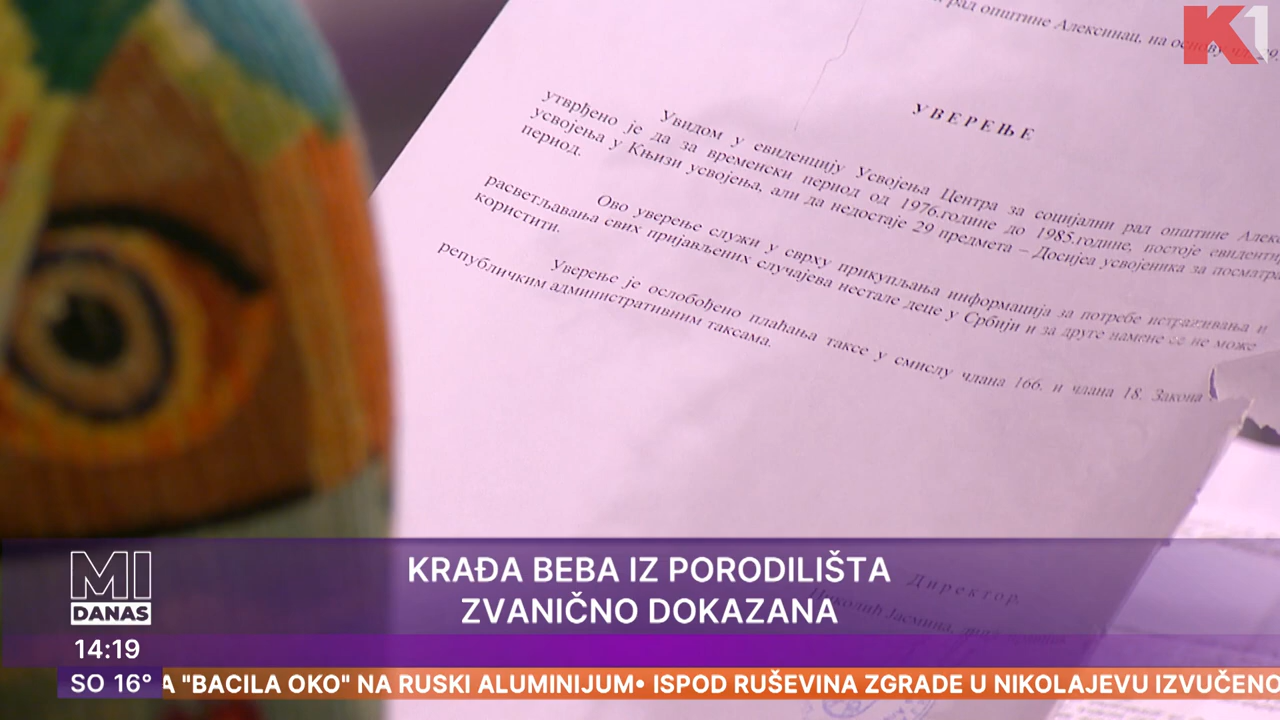 K1
рад општине Алексинац, на основу
УВЕРЕЊЕ
Увидом у евиденцију Усвојења Центра за социјални рад општине
утврђено је да за временски период од 1976.године до 1985.године, постоје
усвојења у Књизи усвојења, али да недостаје 29 предмета – Досијеа усвојеника за
период.
Ово уверење служи у сврху прикупљања информација за потребе истраживања и
расветљавања свих пријављених случајева нестале деце у Србији и за друге намене се не може
користити.
Уверење је ослобођено плаћања таксе у смислу члана 166. и члана 18. Закона
републичким административним таксама.
Директор,
Јасмина,
KRAĐA BEBA IZ PORODILIŠTA
ZVANIČNO DOKAZANA
MI
DANAS
14:19
SO 16° A "BACILA OKO" NA RUSKI ALUMINIJUM• ISPOD RUŠEVINA ZGRADE U NIKOLAJEVU IZVUČENO